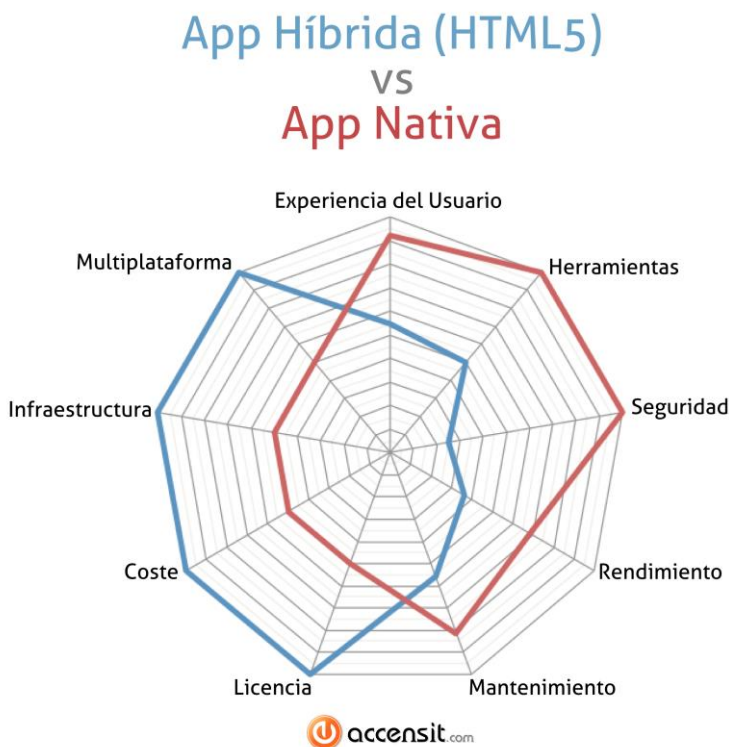 App Híbrida (HTML5)
vs
App Nativa
Experiencia del Usuario
Multiplataforma
Herramientas
Infraestructura
Seguridad
Coste
Rendimiento
Licencia
Mantenimiento
accensit.com